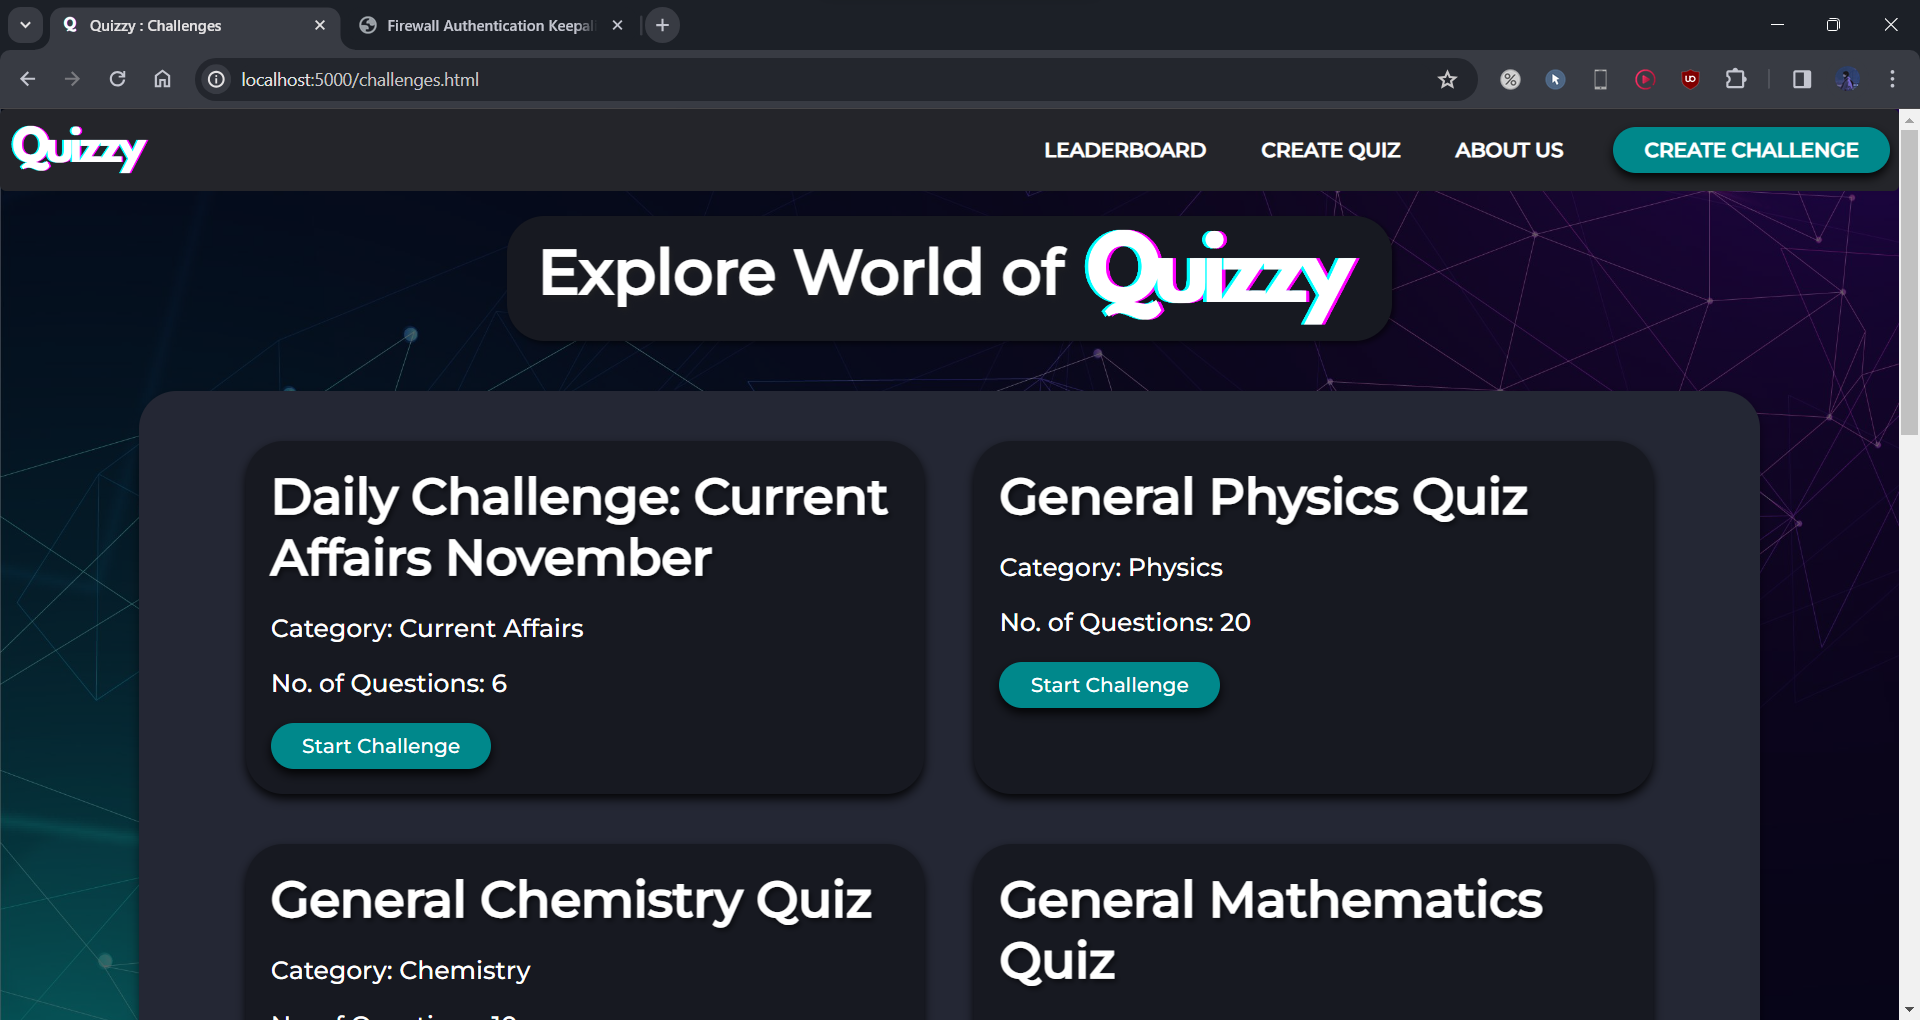 Quizzy : Challenges
Firewall Authentication Keepal
localhost:5000/challenges.html
Quizzy
LEADERBOARD
CREATE QUIZ
ABOUT US
CREATE CHALLENGE
Explore World of Quizzy
Daily Challenge: Current
Affairs November
Category: Current Affairs
No. of Questions: 6
Start Challenge
General Physics Quiz
Category: Physics
No. of Questions: 20
Start Challenge
General Chemistry Quiz
Category: Chemistry
General Mathematics
Quiz